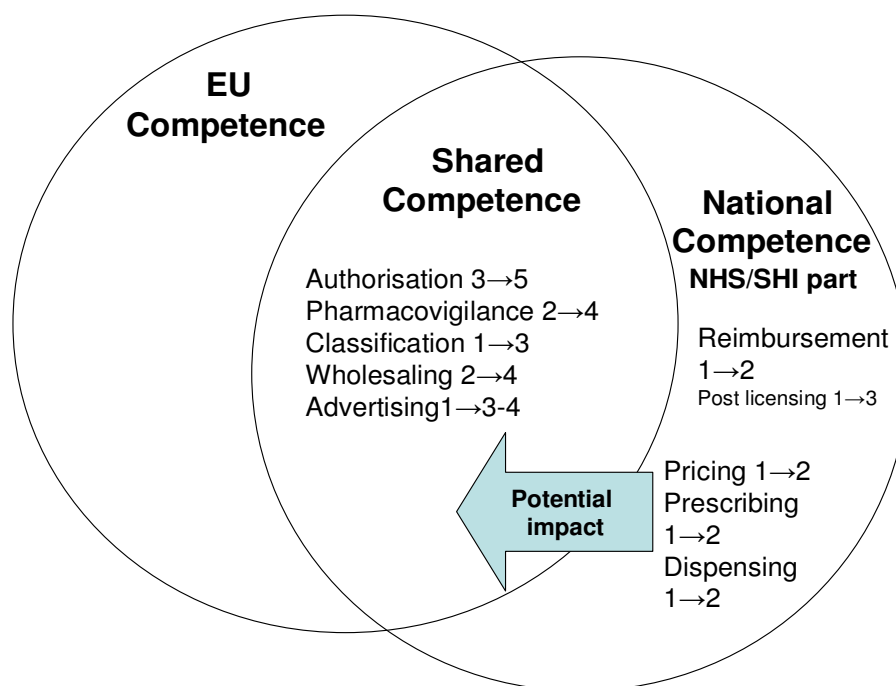 EU
Competence
Shared
Competence
Authorisation 3→5
Pharmacovigilance 2→4
Classification 1→3
Wholesaling 2→4
Advertising1→3-4
National
Competence
NHS/SHI part
Reimbursement
1→2
Post licensing 1→3
Potential
impact
Pricing 1→2
Prescribing
1→2
Dispensing
1→2